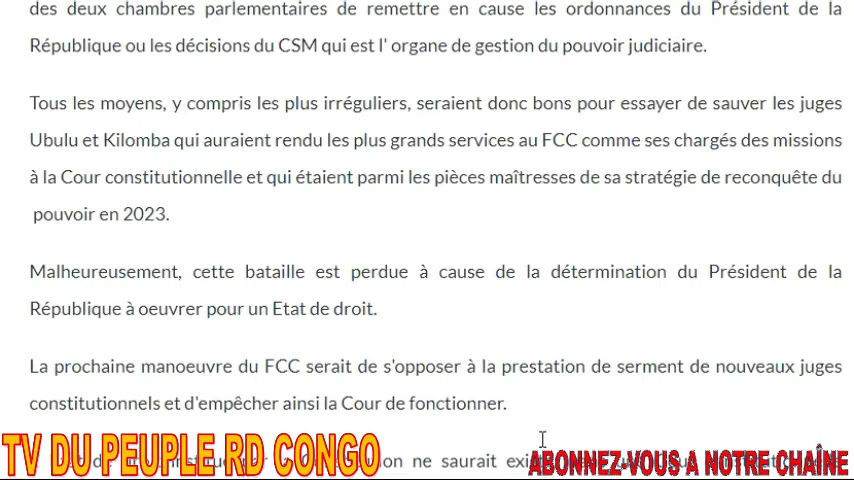 des deux chambres parlementaires de remettre en cause les ordonnances du Président de la
République ou les décisions du CSM qui est l' organe de gestion du pouvoir judiciaire.
Tous les moyens, y compris les plus irréguliers, seraient donc bons pour essayer de sauver les juges
Ubulu et Kilomba qui auraient rendu les plus grands services au FCC comme ses chargés des missions
à la Cour constitutionnelle et qui étaient parmi les pièces maîtresses de sa stratégie de reconquête du
pouvoir en 2023.
Malheureusement, cette bataille est perdue à cause de la détermination du Président de la
République à oeuvrer pour un Etat de droit.
La prochaine manoeuvre du FCC serait de s'opposer à la prestation de serment de nouveaux juges
constitutionnels et d'empêcher ainsi la Cour de fonctionner.
ne saurait
TV DU PEUPLE RD CONGO
ABONNEZ-VOUS A NOTRE CHAÎNE